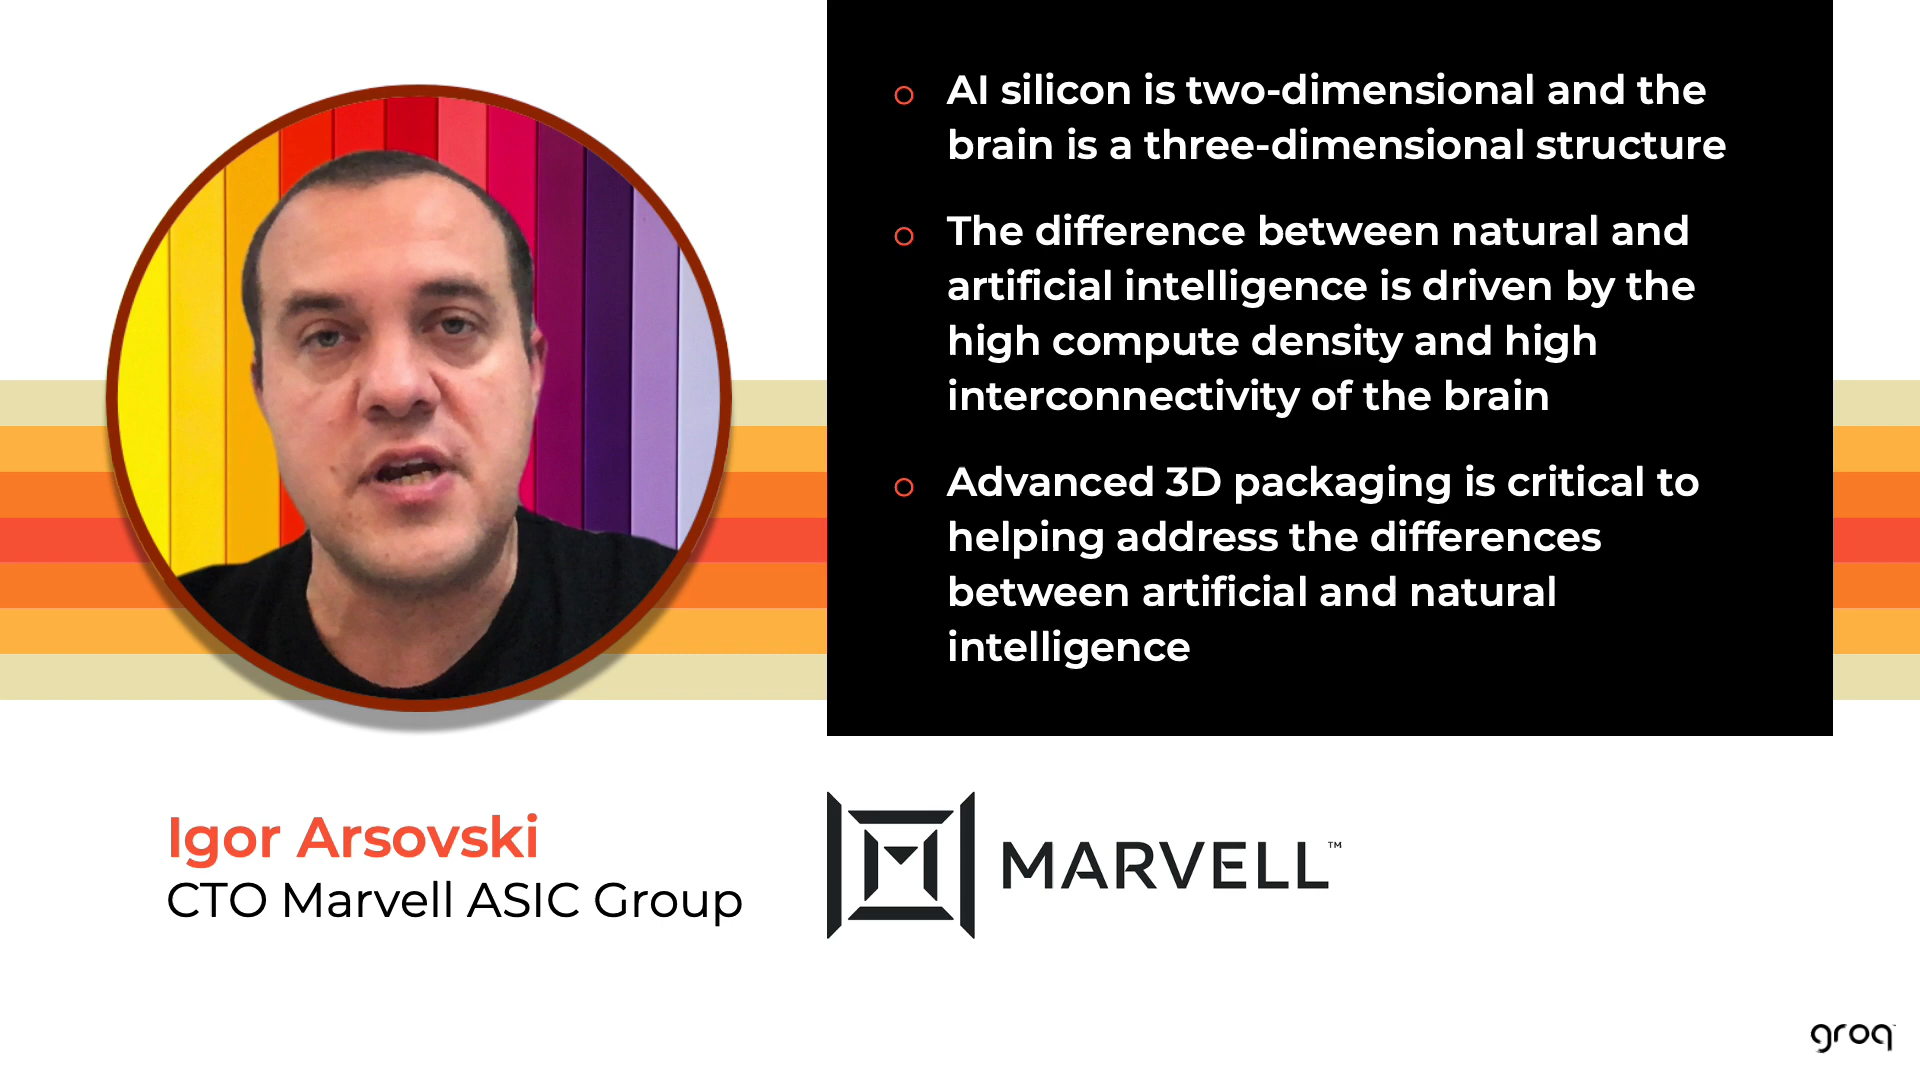 AI silicon is two-dimensional and the
brain is a three-dimensional structure
The difference between natural and
artificial intelligence is driven by the
high compute density and high
interconnectivity of the brain
Advanced 3D packaging is critical to
helping address the differences
between artificial and natural
intelligence
Igor Arsovski
CTO Marvell ASIC Group
MARVELL™
groq™